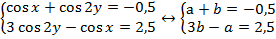 {cos x + cos 2y = −0,5 ↔ {a + b = −0,5
{3 cos 2y − cos x = 2,5 {3b − a = 2,5